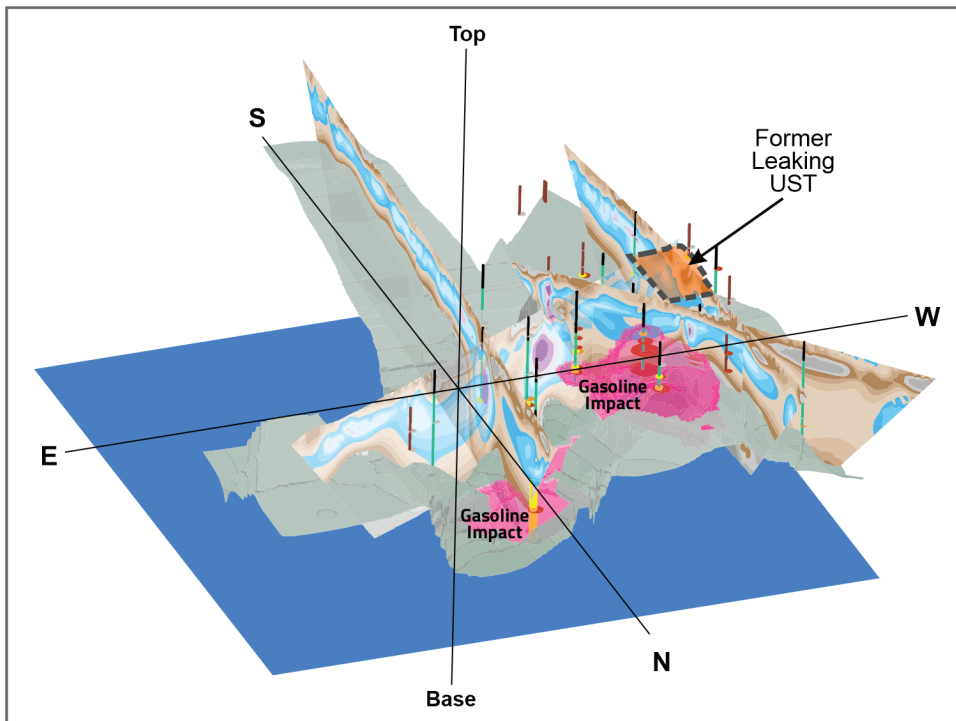 Top
S
Former
Leaking
UST
W
Gasoline
Impact
E
Gasoline
Impact
N
Base